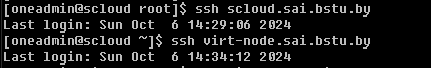 [oneadmin@scloud root]$ ssh scloud.sai.bstu.by
Last login: Sun Oct  6 14:29:06 2024
[oneadmin@scloud ~]$ ssh virt-node.sai.bstu.by
Last login: Sun Oct  6 14:34:12 2024